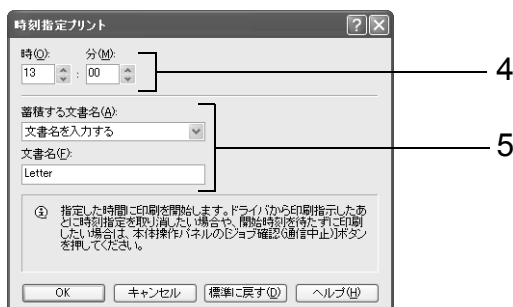 時刻指定プリント
時(O): 分(M):
13 : 00
4
蓄積する文書名(A):
文書名を入力する
5
文書名(F):
Letter
指定した時間に印刷を開始します。ドライバから印刷指示したあ
とに時刻指定を取り消したい場合や、開始時刻を待たずに印刷
したい場合は、本体操作パネルの[ジョブ確認(通信中止)]ボタン
を押してください。
OK キャンセル 標準に戻す(D) ヘルプ(H)